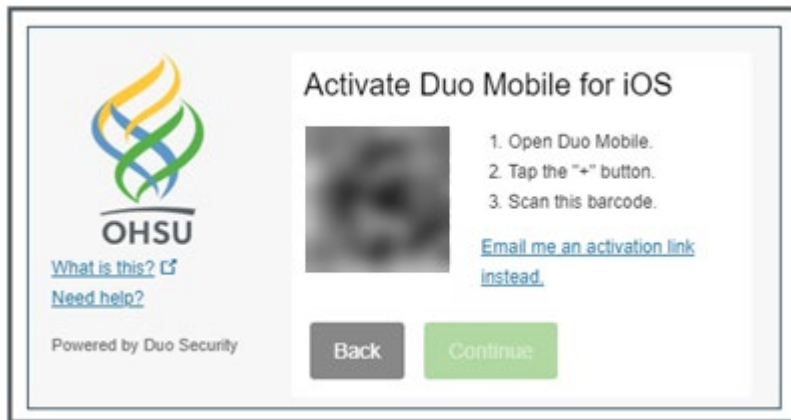 OHSU
What is this?
Need help?
Powered by Duo Security
Activate Duo Mobile for iOS
1. Open Duo Mobile.
2. Tap the "+" button.
3. Scan this barcode.
Email me an activation link
instead.
Back
Continue